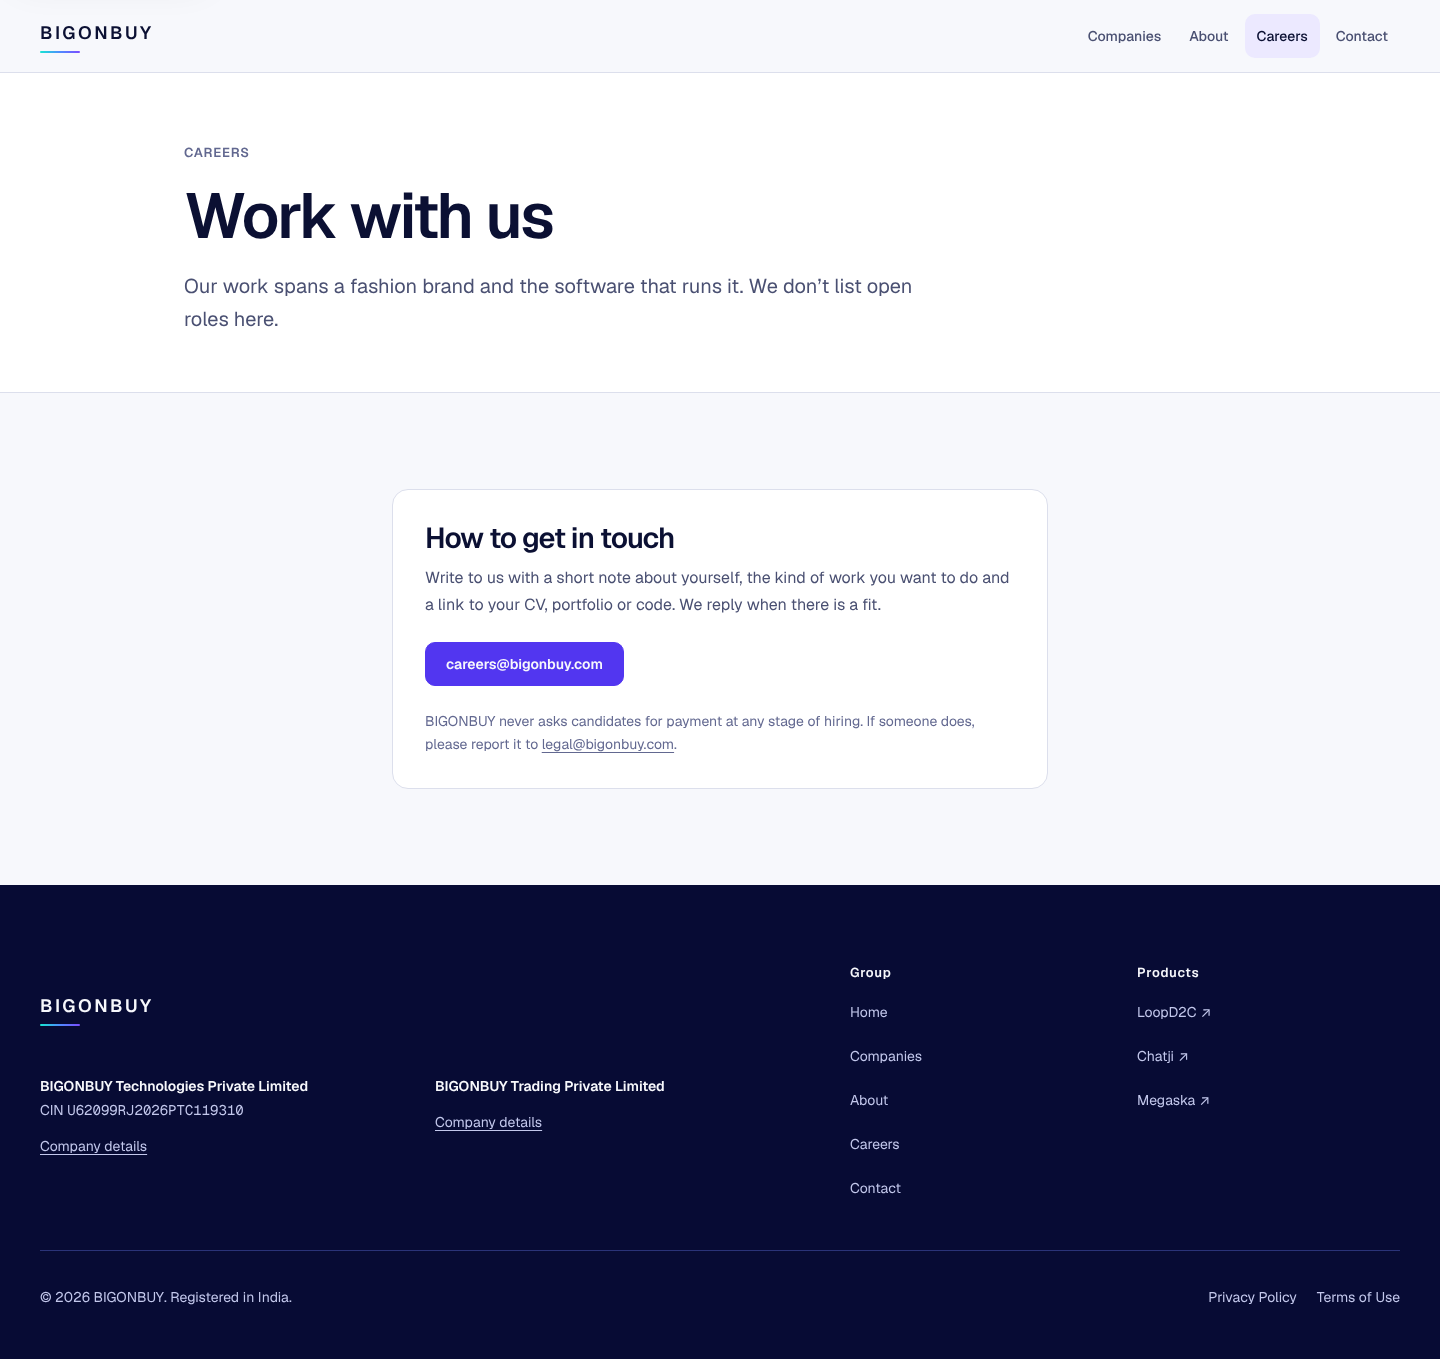 BIGONBUY
Companies
About
Careers
Contact
CAREERS
Work with us
Our work spans a fashion brand and the software that runs it. We don’t list open
roles here.
How to get in touch
Write to us with a short note about yourself, the kind of work you want to do and
a link to your CV, portfolio or code. We reply when there is a fit.
careers@bigonbuy.com
BIGONBUY never asks candidates for payment at any stage of hiring. If someone does,
please report it to legal@bigonbuy.com.
BIGONBUY
BIGONBUY Technologies Private Limited
CIN U62099RJ2026PTC119310
Company details
BIGONBUY Trading Private Limited
Company details
Group
Home
Companies
About
Careers
Contact
Products
LoopD2C ↗
Chatji ↗
Megaska ↗
© 2026 BIGONBUY. Registered in India.
Privacy Policy
Terms of Use